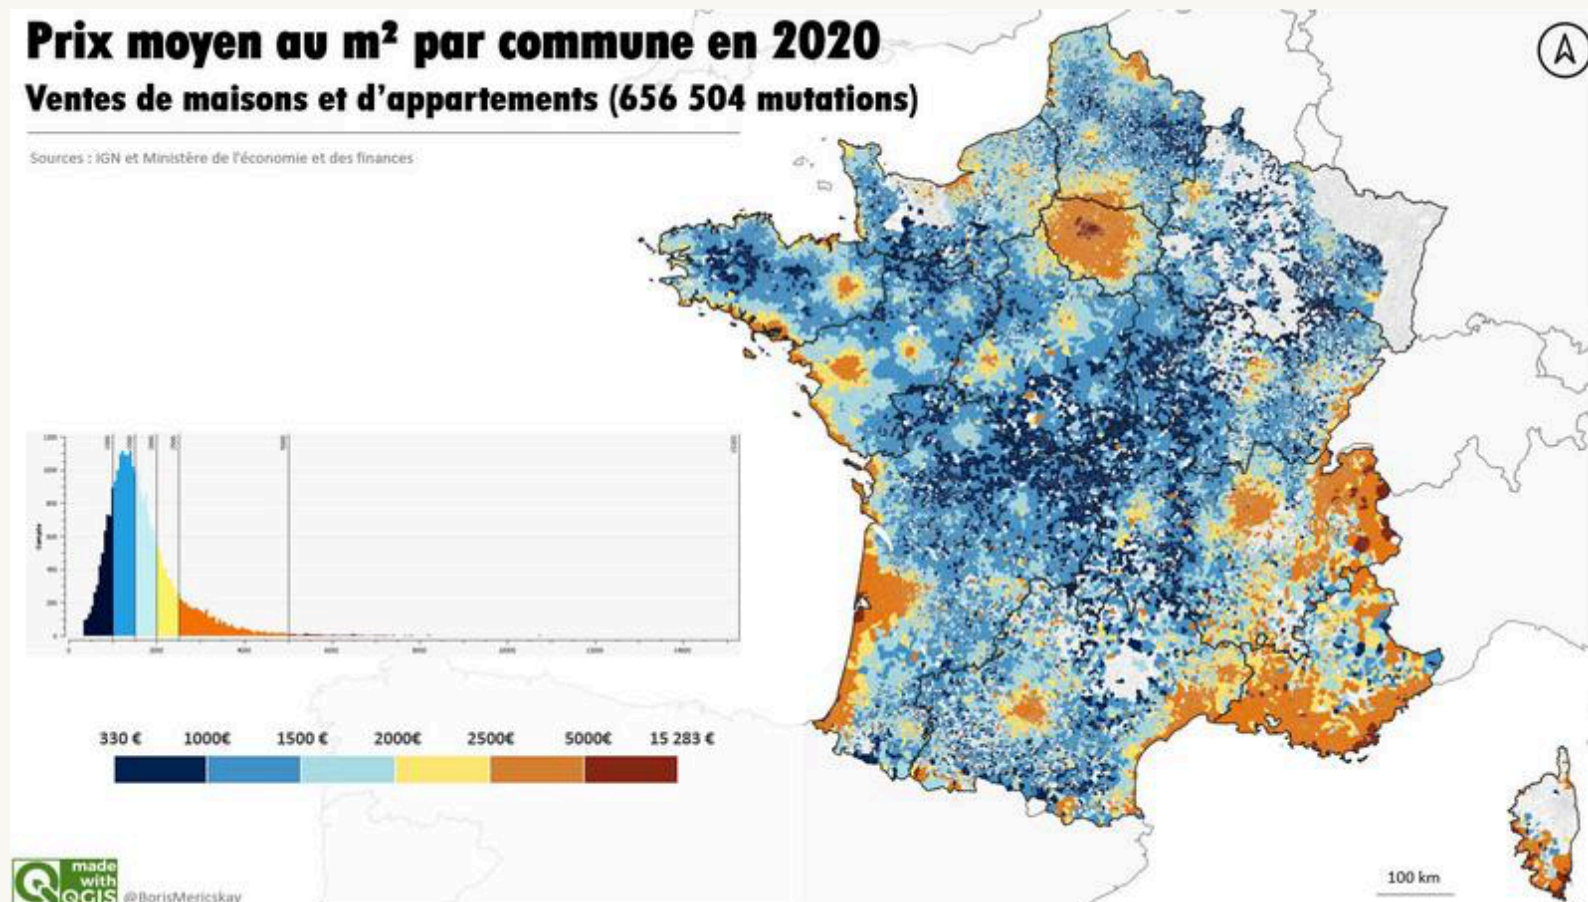 Prix moyen au m² par commune en 2020
Ventes de maisons et d'appartements (656 504 mutations)
Sources : IGN et Ministère de l'économie et des finances
330 € 1000€ 1500 € 2000€ 2500€ 5000€ 15 283 €
100 km
made
with
QGIS
@BorisMericskay